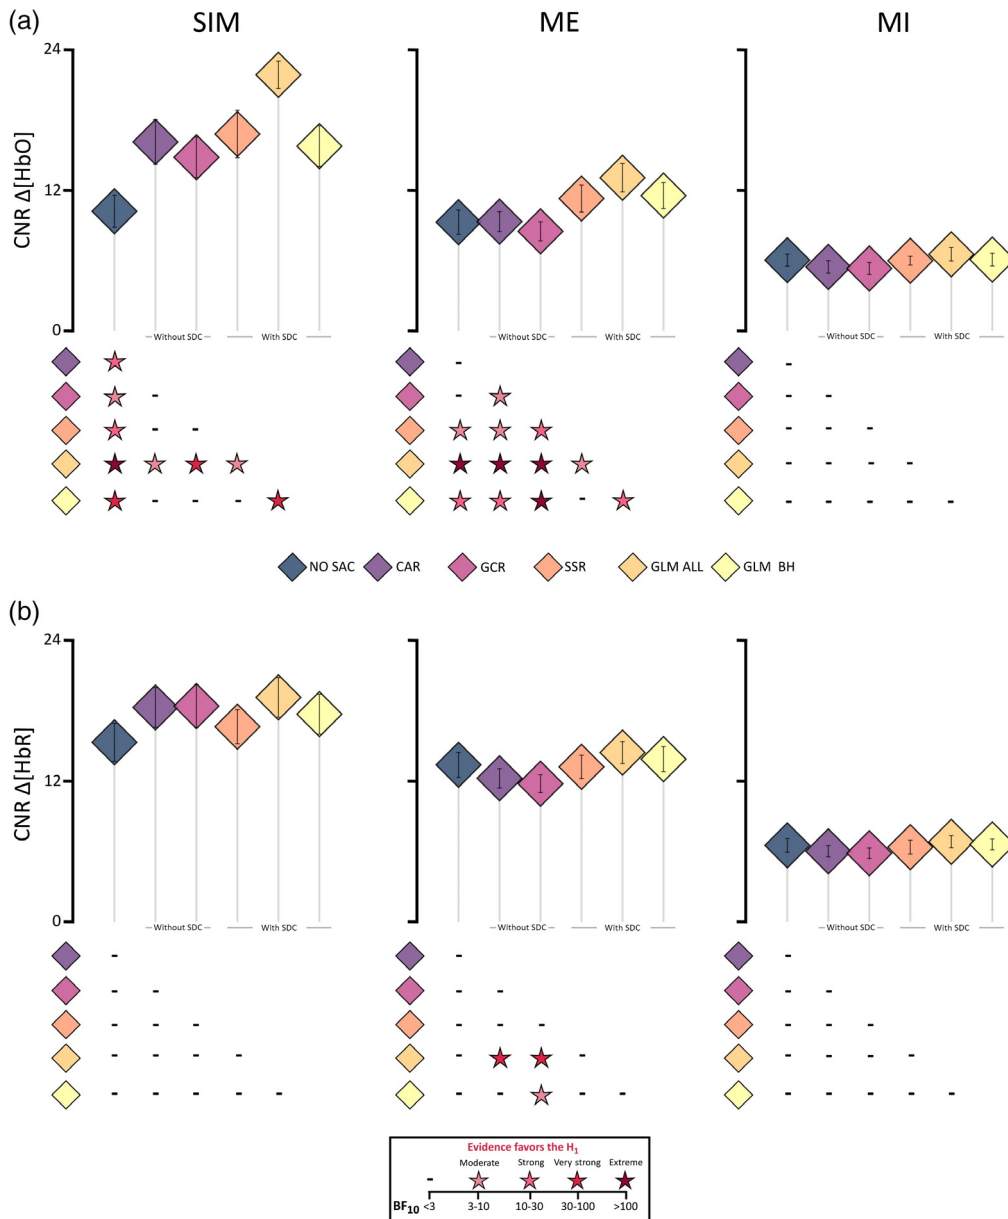 (a)
SIM ME MI
24
CNR Δ[HbO]
12
0
Without SDC With SDC Without SDC With SDC Without SDC With SDC
-
- -
- - -
- - - -
- - - - - - -
NO SAC CAR GCR SSR GLM ALL GLM BH
(b)
24
CNR Δ[HbR]
12
0
Without SDC With SDC Without SDC With SDC Without SDC With SDC
- - -
- - - - - -
- - - - - - - - -
- - - - - - - - - -
- - - - - - - - - - - - - -
Evidence favors the H₁
Moderate Strong Very strong Extreme
-
BF₁₀ <3 3-10 10-30 30-100 >100